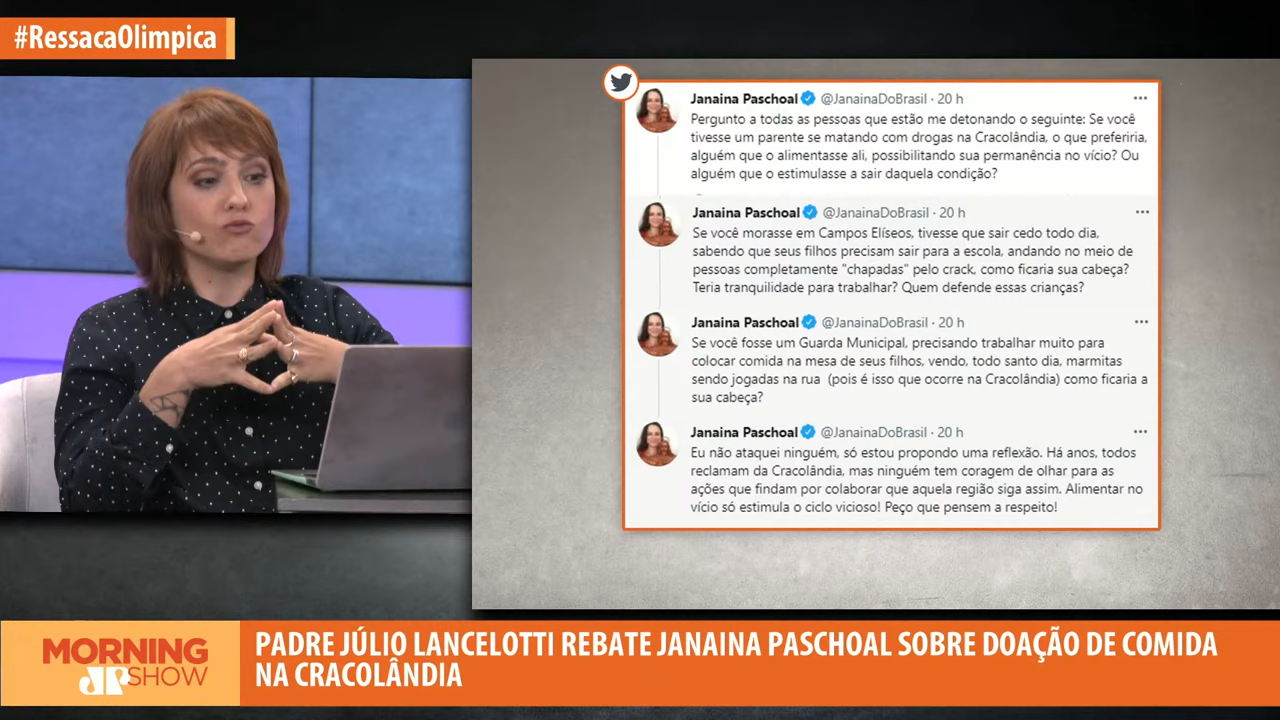 #RessacaOlimpica
Janaina Paschoal @JanainaDoBrasil · 20 h
Pergunto a todas as pessoas que estão me detonando o seguinte: Se você
tivesse um parente se matando com drogas na Cracolândia, o que preferiria,
alguém que o alimentasse ali, possibilitando sua permanência no vício? Ou
alguém que o estimulasse a sair daquela condição?
Janaina Paschoal @JanainaDoBrasil · 20 h
Se você morasse em Campos Elíseos, tivesse que sair cedo todo dia,
sabendo que seus filhos precisam sair para a escola, andando no meio de
pessoas completamente "chapadas" pelo crack, como ficaria sua cabeça?
Teria tranquilidade para trabalhar? Quem defende essas crianças?
Janaina Paschoal @JanainaDoBrasil · 20 h
Se você fosse um Guarda Municipal, precisando trabalhar muito para
colocar comida na mesa de seus filhos, vendo, todo santo dia, marmitas
sendo jogadas na rua (pois é isso que ocorre na Cracolândia) como ficaria a
sua cabeça?
Janaina Paschoal @JanainaDoBrasil · 20 h
Eu não ataquei ninguém, só estou propondo uma reflexão. Há anos, todos
reclamam da Cracolândia, mas ninguém tem coragem de olhar para as
ações que findam por colaborar que aquela região siga assim. Alimentar no
vício só estimula o ciclo vicioso! Peço que pensem a respeito!
MORNING
JP SHOW
PADRE JÚLIO LANCELOTTI REBATE JANAINA PASCHOAL SOBRE DOAÇÃO DE COMIDA
NA CRACOLÂNDIA